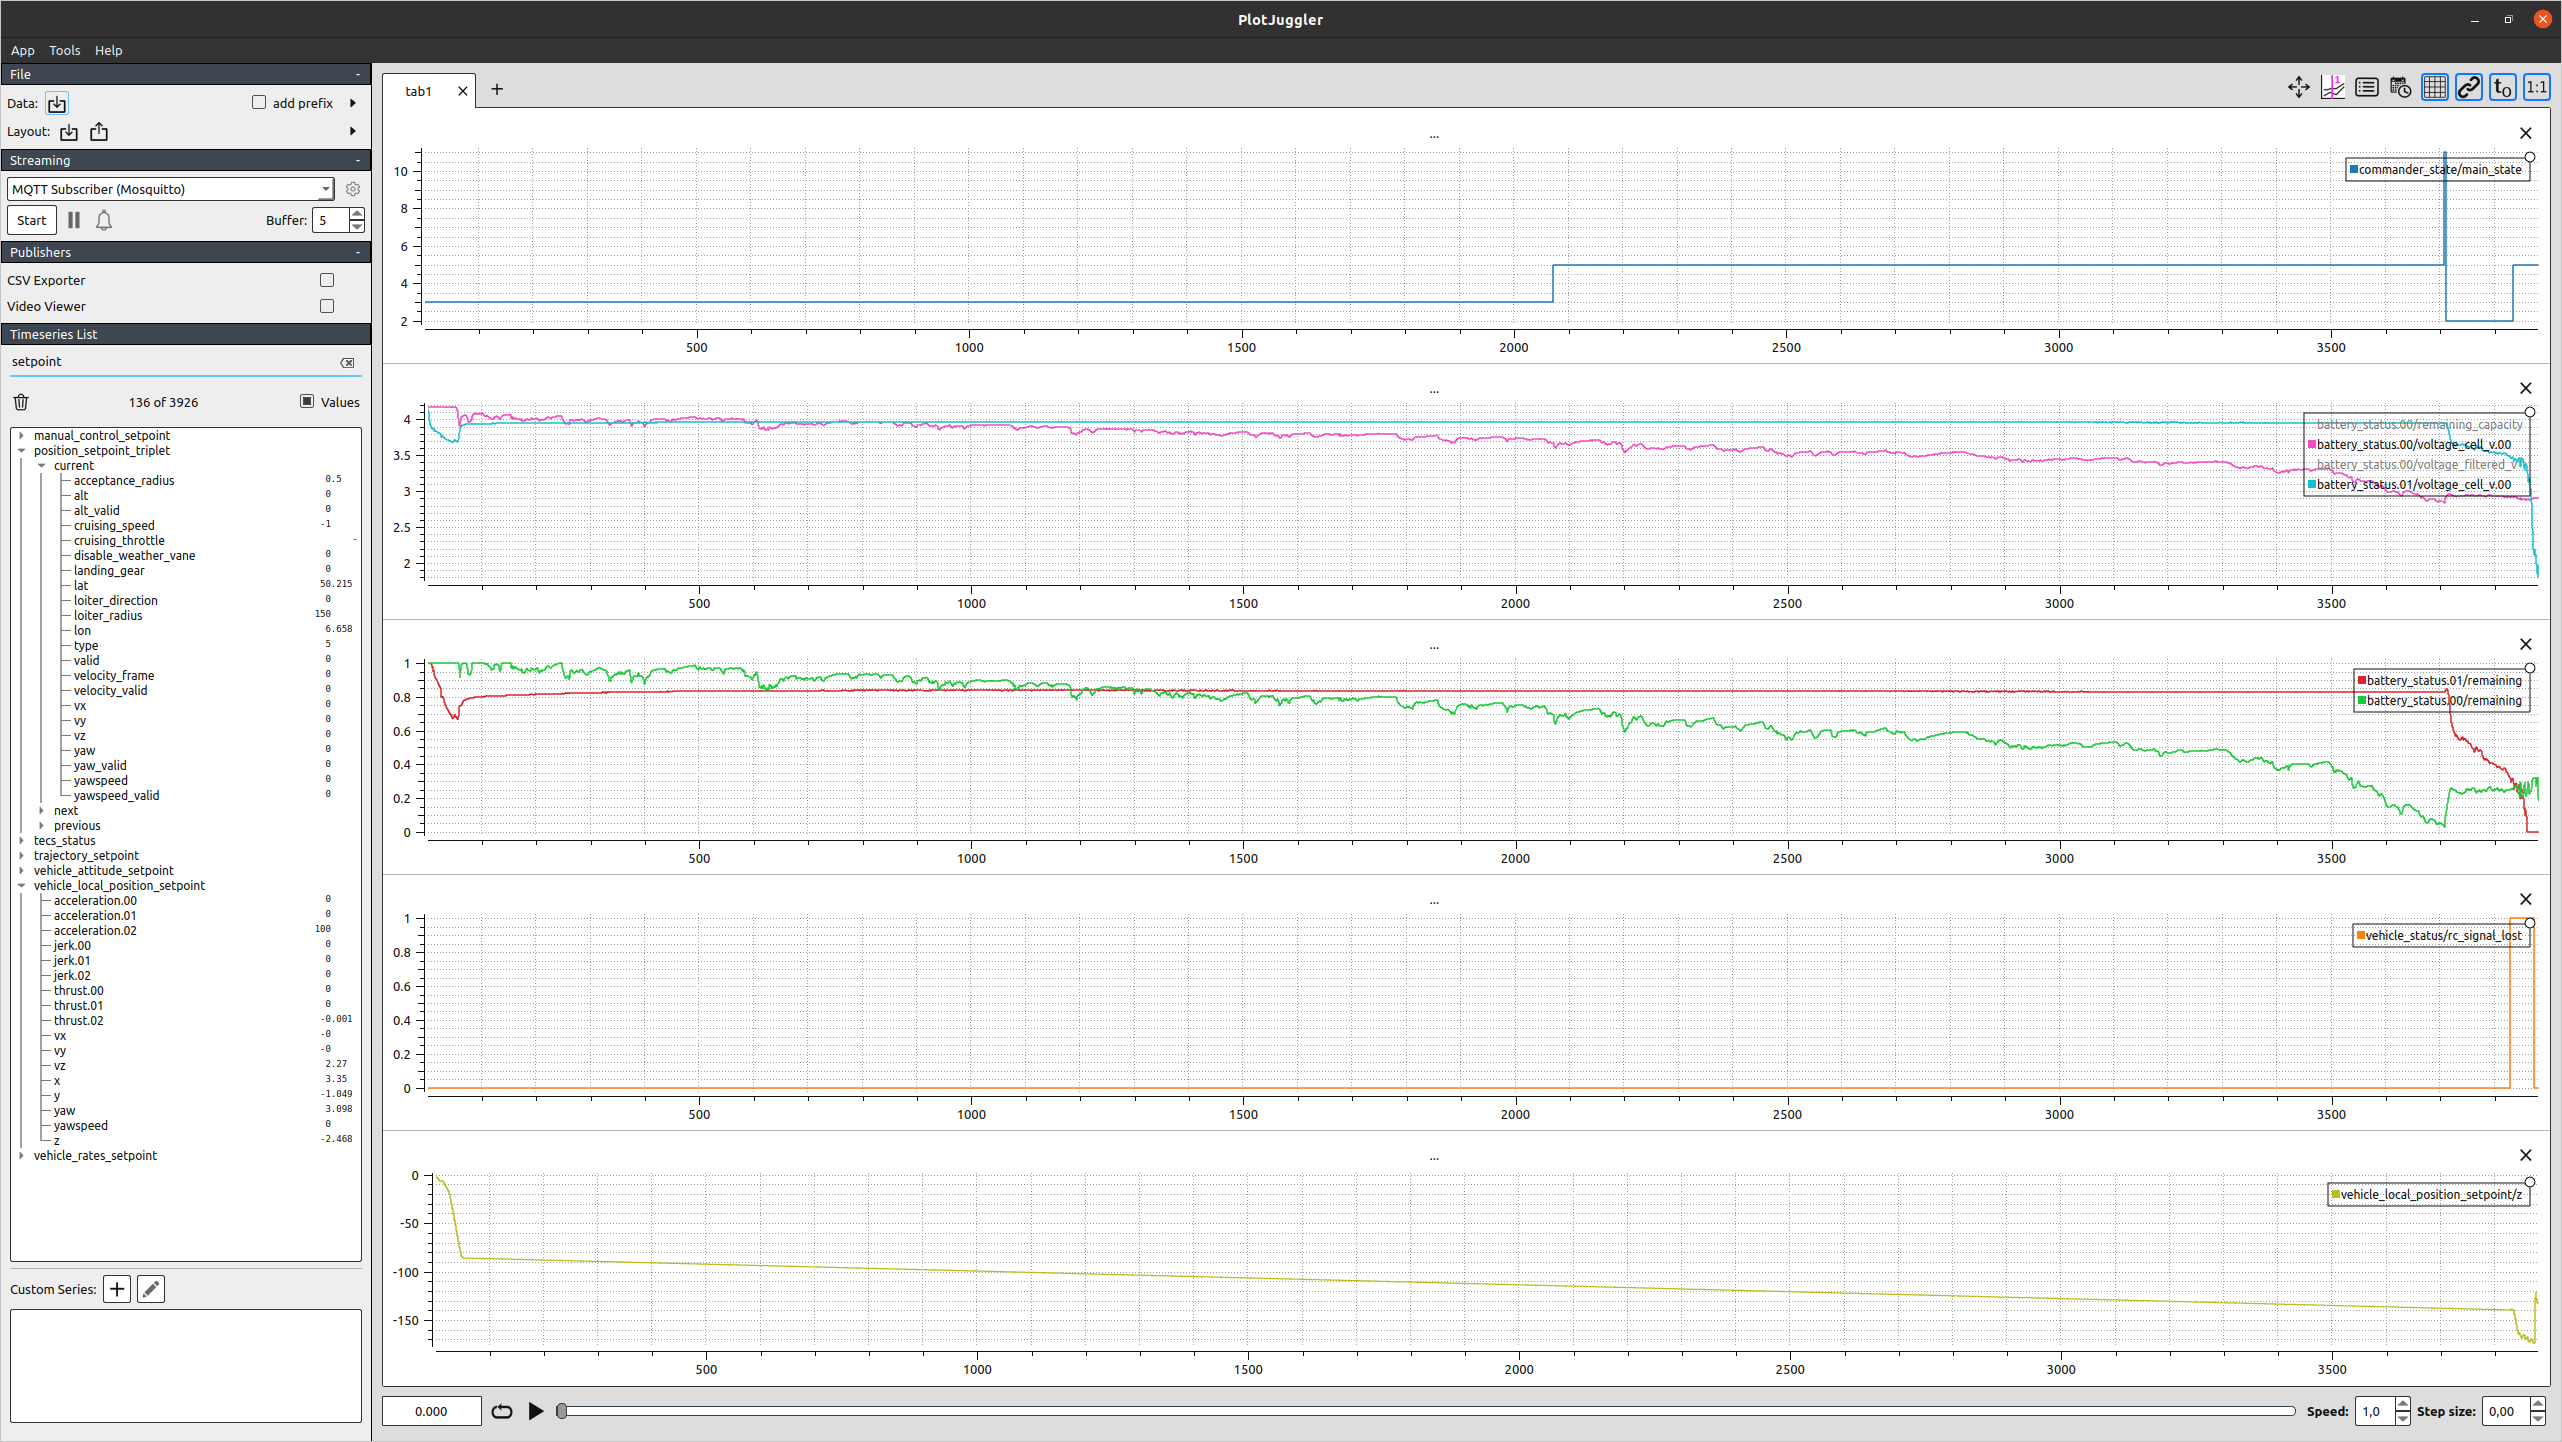 PlotJuggler
App Tools Help
File -
Data: add prefix
Layout:
Streaming -
MQTT Subscriber (Mosquitto)
Start Buffer: 5
Publishers -
CSV Exporter
Video Viewer
Timeseries List
setpoint
136 of 3926 Values
manual_control_setpoint
position_setpoint_triplet
current
acceptance_radius 0.5
alt 0
alt_valid 0
cruising_speed -1
cruising_throttle -
disable_weather_vane 0
landing_gear 0
lat 50.215
loiter_direction 0
loiter_radius 150
lon 6.658
type 5
valid 0
velocity_frame 0
velocity_valid 0
vx 0
vy 0
vz 0
yaw 0
yaw_valid 0
yawspeed 0
yawspeed_valid 0
next
previous
tecs_status
trajectory_setpoint
vehicle_attitude_setpoint
vehicle_local_position_setpoint
acceleration.00 0
acceleration.01 0
acceleration.02 100
jerk.00 0
jerk.01 0
jerk.02 0
thrust.00 0
thrust.01 0
thrust.02 -0.001
vx -0
vy -0
vz 2.27
x 3.35
y -1.049
yaw 3.098
yawspeed 0
z -2.468
vehicle_rates_setpoint
Custom Series:
tab1
t0 1:1
...
commander_state/main_state
10
8
6
4
2
500 1000 1500 2000 2500 3000 3500
...
battery_status.00/remaining_capacity
battery_status.00/voltage_cell_v.00
battery_status.00/voltage_filtered_v
battery_status.01/voltage_cell_v.00
4
3.5
3
2.5
2
500 1000 1500 2000 2500 3000 3500
...
battery_status.01/remaining
battery_status.00/remaining
1
0.8
0.6
0.4
0.2
0
500 1000 1500 2000 2500 3000 3500
...
vehicle_status/rc_signal_lost
1
0.8
0.6
0.4
0.2
0
500 1000 1500 2000 2500 3000 3500
...
vehicle_local_position_setpoint/z
0
-50
-100
-150
500 1000 1500 2000 2500 3000 3500
0.000 Speed: 1,0 Step size: 0,00